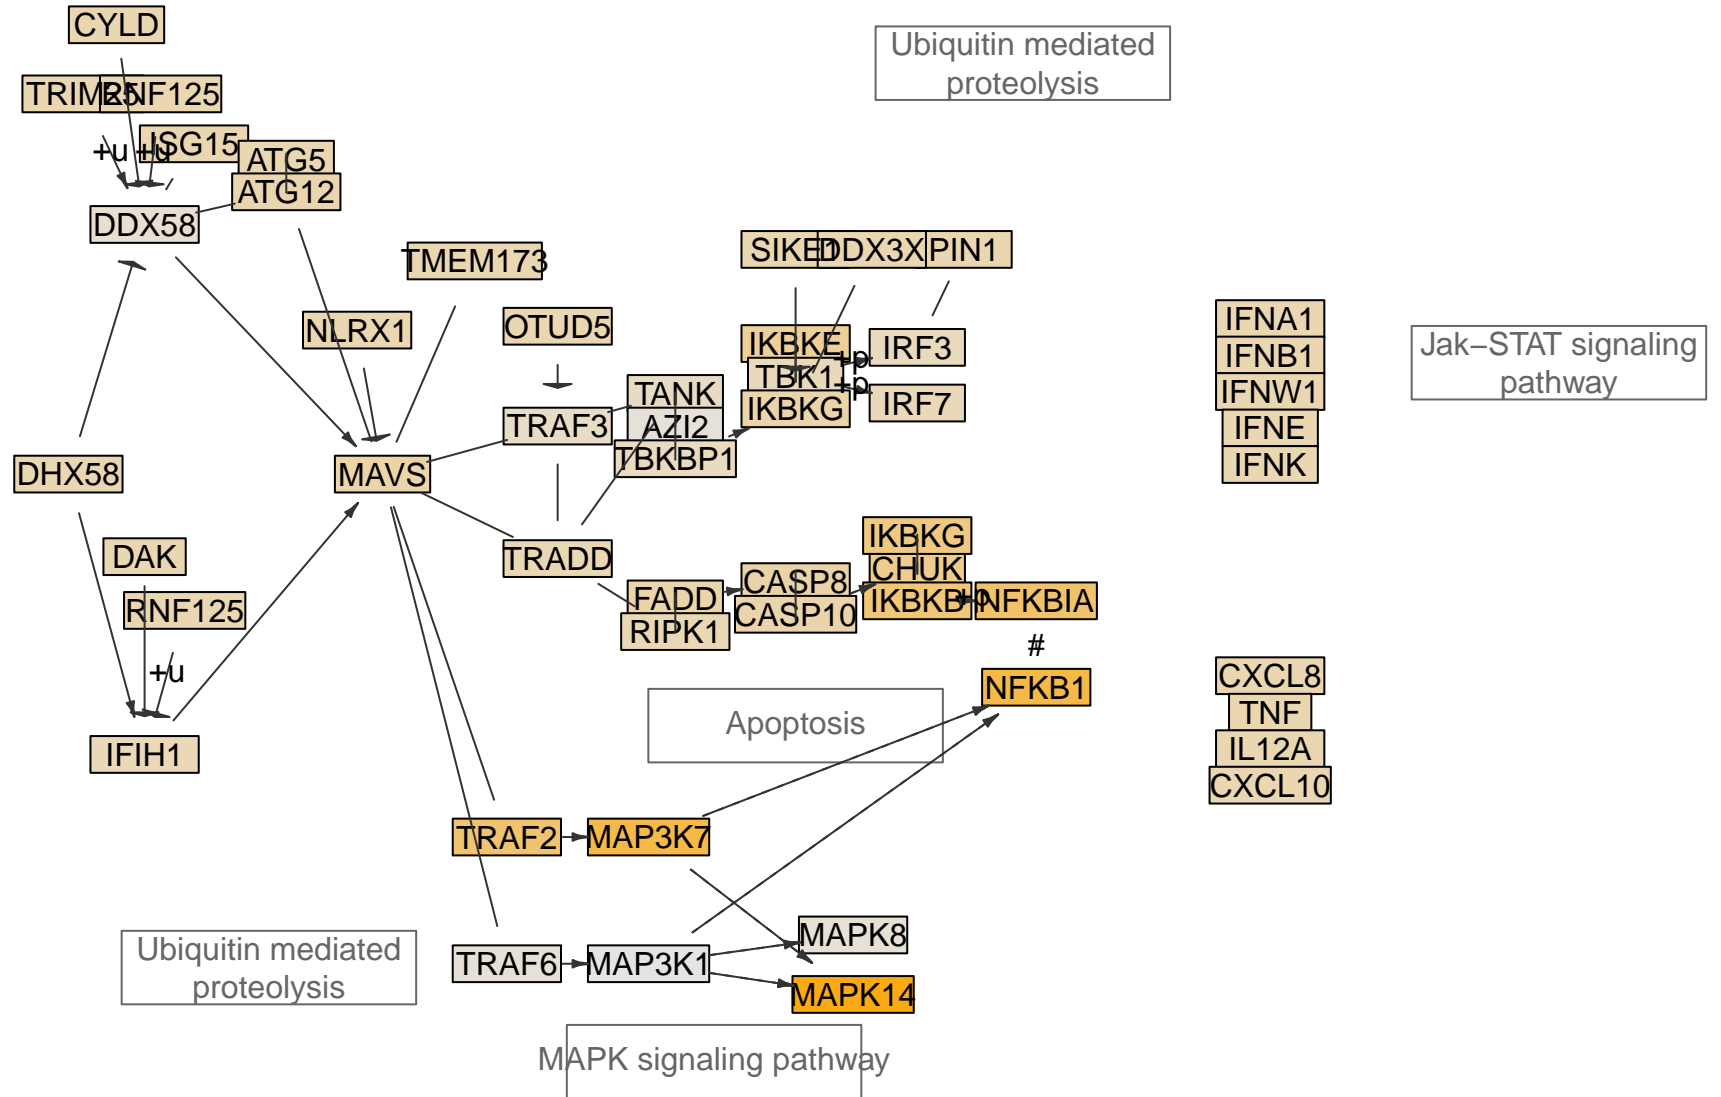 CYLD
Ubiquitin mediated
proteolysis
TRIM25
RNF125
+u
+u
ISG15
ATG5
ATG12
DDX58
TMEM173
SIKE1
DDX3X
PIN1
NLRX1
OTUD5
IKBKE
TBK1
IKBKG
+p
+p
IRF3
IRF7
IFNA1
IFNB1
IFNW1
IFNE
IFNK
Jak−STAT signaling
pathway
TANK
AZI2
TBKBP1
TRAF3
DHX58
MAVS
DAK
RNF125
+u
IFIH1
TRADD
FADD
RIPK1
CASP8
CASP10
IKBKG
CHUK
IKBKB
+p
NFKBIA
#
NFKB1
CXCL8
TNF
IL12A
CXCL10
Apoptosis
TRAF2
MAP3K7
TRAF6
MAP3K1
MAPK8
MAPK14
Ubiquitin mediated
proteolysis
MAPK signaling pathway